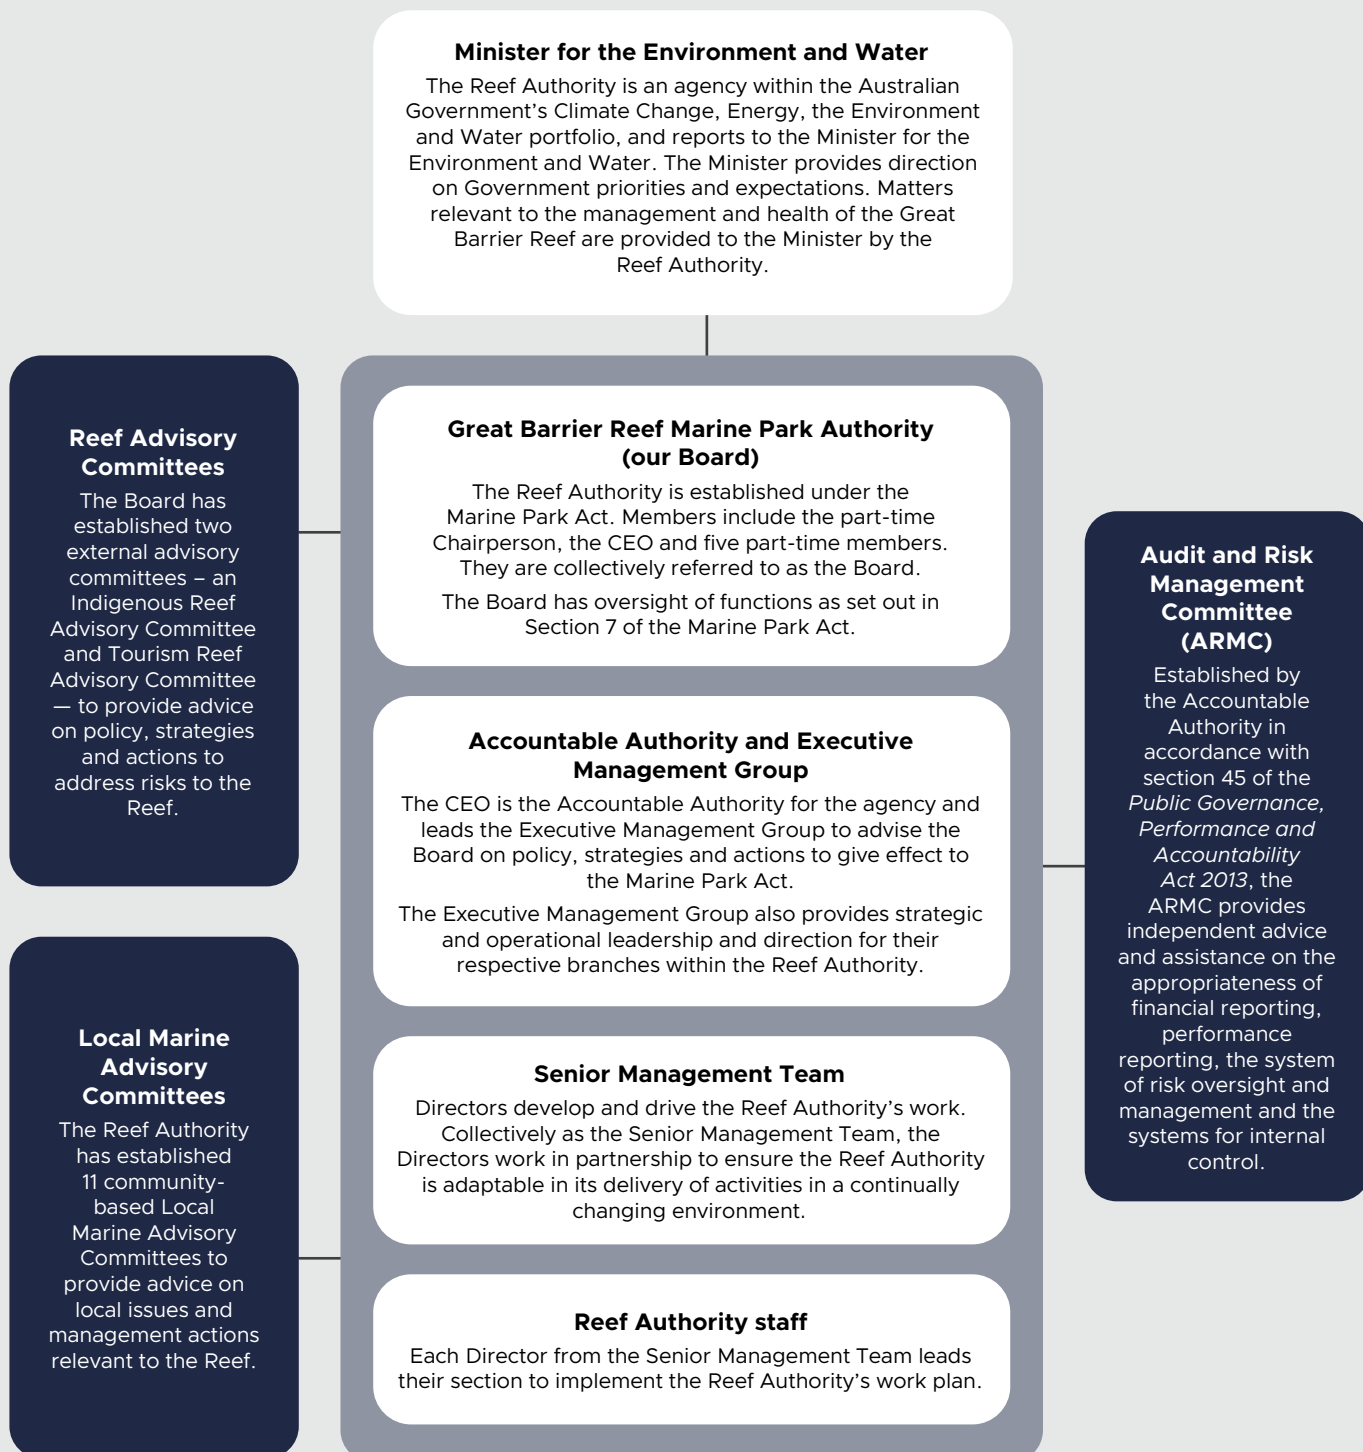 Minister for the Environment and Water
The Reef Authority is an agency within the Australian
Government’s Climate Change, Energy, the Environment
and Water portfolio, and reports to the Minister for the
Environment and Water. The Minister provides direction
on Government priorities and expectations. Matters
relevant to the management and health of the Great
Barrier Reef are provided to the Minister by the
Reef Authority.
Reef Advisory
Committees
The Board has
established two
external advisory
committees – an
Indigenous Reef
Advisory Committee
and Tourism Reef
Advisory Committee
— to provide advice
on policy, strategies
and actions to
address risks to the
Reef.
Local Marine
Advisory
Committees
The Reef Authority
has established
11 community-
based Local
Marine Advisory
Committees to
provide advice on
local issues and
management actions
relevant to the Reef.
Great Barrier Reef Marine Park Authority
(our Board)
The Reef Authority is established under the
Marine Park Act. Members include the part-time
Chairperson, the CEO and five part-time members.
They are collectively referred to as the Board.
The Board has oversight of functions as set out in
Section 7 of the Marine Park Act.
Accountable Authority and Executive
Management Group
The CEO is the Accountable Authority for the agency and
leads the Executive Management Group to advise the
Board on policy, strategies and actions to give effect to
the Marine Park Act.
The Executive Management Group also provides strategic
and operational leadership and direction for their
respective branches within the Reef Authority.
Senior Management Team
Directors develop and drive the Reef Authority’s work.
Collectively as the Senior Management Team, the
Directors work in partnership to ensure the Reef Authority
is adaptable in its delivery of activities in a continually
changing environment.
Reef Authority staff
Each Director from the Senior Management Team leads
their section to implement the Reef Authority’s work plan.
Audit and Risk
Management
Committee
(ARMC)
Established by
the Accountable
Authority in
accordance with
section 45 of the
Public Governance,
Performance and
Accountability
Act 2013, the
ARMC provides
independent advice
and assistance on the
appropriateness of
financial reporting,
performance
reporting, the system
of risk oversight and
management and the
systems for internal
control.